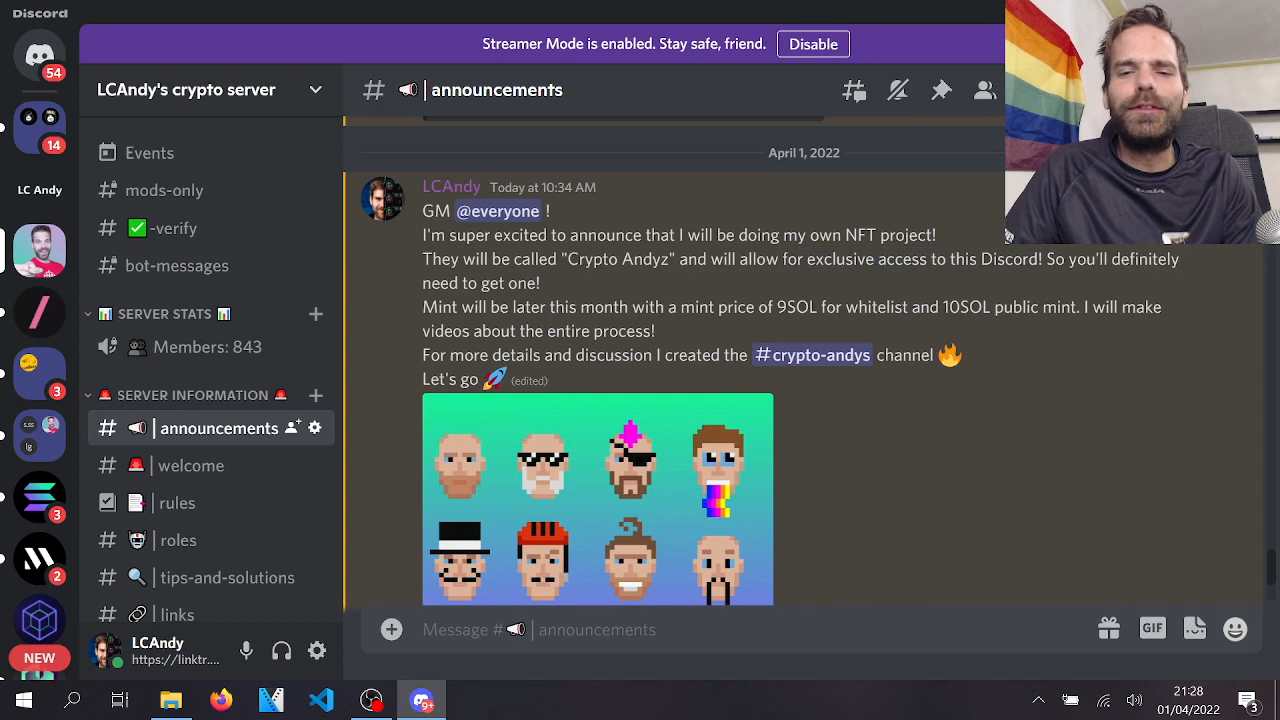 Discord
Streamer Mode is enabled. Stay safe, friend.
Disable
54
14
LC Andy
3
lg
3
2
NEW
LCAndy's crypto server
Events
mods-only
-verify
bot-messages
SERVER STATS
Members: 843
SERVER INFORMATION
| announcements
| welcome
| rules
| roles
| tips-and-solutions
| links
LCAndy
https://linktr....
# | announcements
April 1, 2022
LCAndy Today at 10:34 AM
GM @everyone !
I'm super excited to announce that I will be doing my own NFT project!
They will be called "Crypto Andyz" and will allow for exclusive access to this Discord! So you'll definitely
need to get one!
Mint will be later this month with a mint price of 9SOL for whitelist and 10SOL public mint. I will make
videos about the entire process!
For more details and discussion I created the #crypto-andys channel
Let's go (edited)
Message # | announcements
GIF
9+
21:28
3